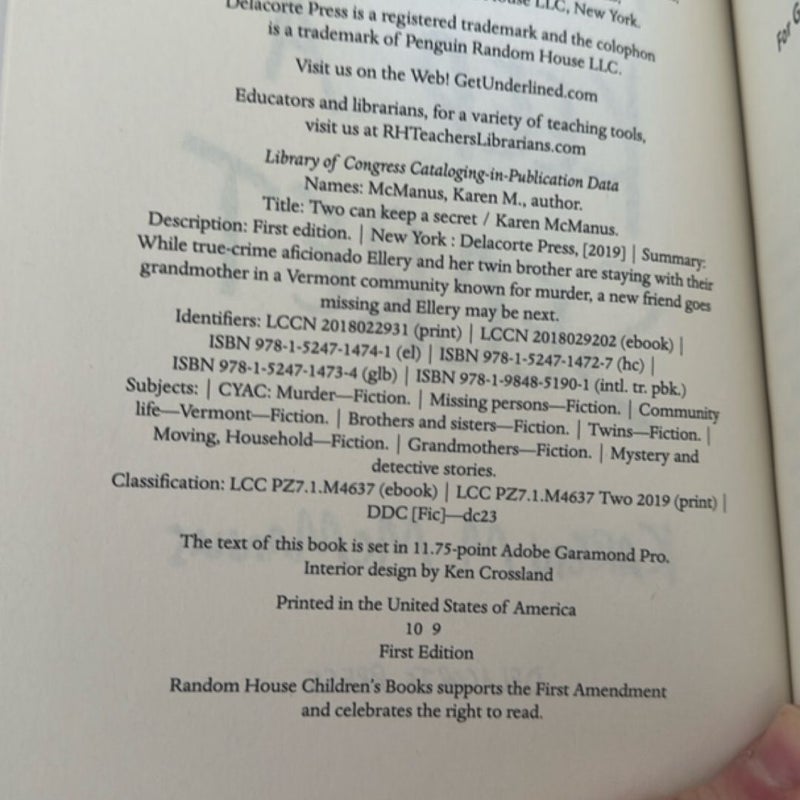 House LLC, New York.
Delacorte Press is a registered trademark and the colophon
is a trademark of Penguin Random House LLC.
Visit us on the Web! GetUnderlined.com
Educators and librarians, for a variety of teaching tools,
visit us at RHTeachersLibrarians.com
Library of Congress Cataloging-in-Publication Data
Names: McManus, Karen M., author.
Title: Two can keep a secret / Karen McManus.
Description: First edition. | New York : Delacorte Press, [2019] | Summary:
While true-crime aficionado Ellery and her twin brother are staying with their
grandmother in a Vermont community known for murder, a new friend goes
missing and Ellery may be next.
Identifiers: LCCN 2018022931 (print) | LCCN 2018029202 (ebook) |
ISBN 978-1-5247-1474-1 (el) | ISBN 978-1-5247-1472-7 (hc) |
ISBN 978-1-5247-1473-4 (glb) | ISBN 978-1-9848-5190-1 (intl. tr. pbk.)
Subjects: | CYAC: Murder—Fiction. | Missing persons—Fiction. | Community
life—Vermont—Fiction. | Brothers and sisters—Fiction. | Twins—Fiction. |
Moving, Household—Fiction. | Grandmothers—Fiction. | Mystery and
detective stories.
Classification: LCC PZ7.1.M4637 (ebook) | LCC PZ7.1.M4637 Two 2019 (print) |
DDC [Fic]—dc23
The text of this book is set in 11.75-point Adobe Garamond Pro.
Interior design by Ken Crossland
Printed in the United States of America
10 9
First Edition
Random House Children's Books supports the First Amendment
and celebrates the right to read.
For